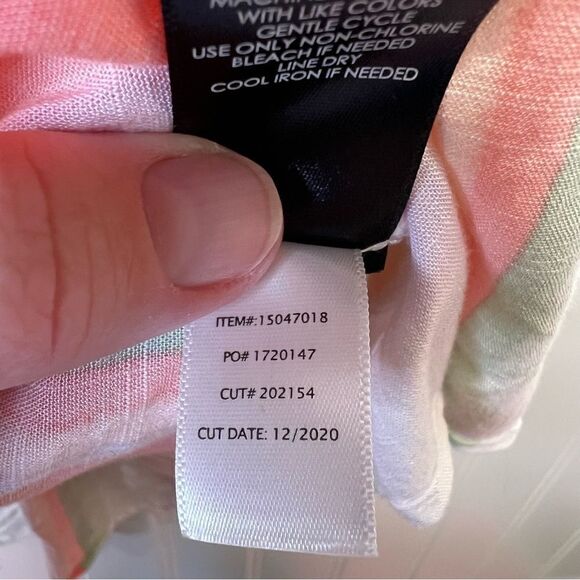 WITH LIKE COLORS
GENTLE CYCLE
USE ONLY NON-CHLORINE
BLEACH IF NEEDED
LINE DRY
COOL IRON IF NEEDED
ITEM#:15047018
PO# 1720147
CUT# 202154
CUT DATE: 12/2020